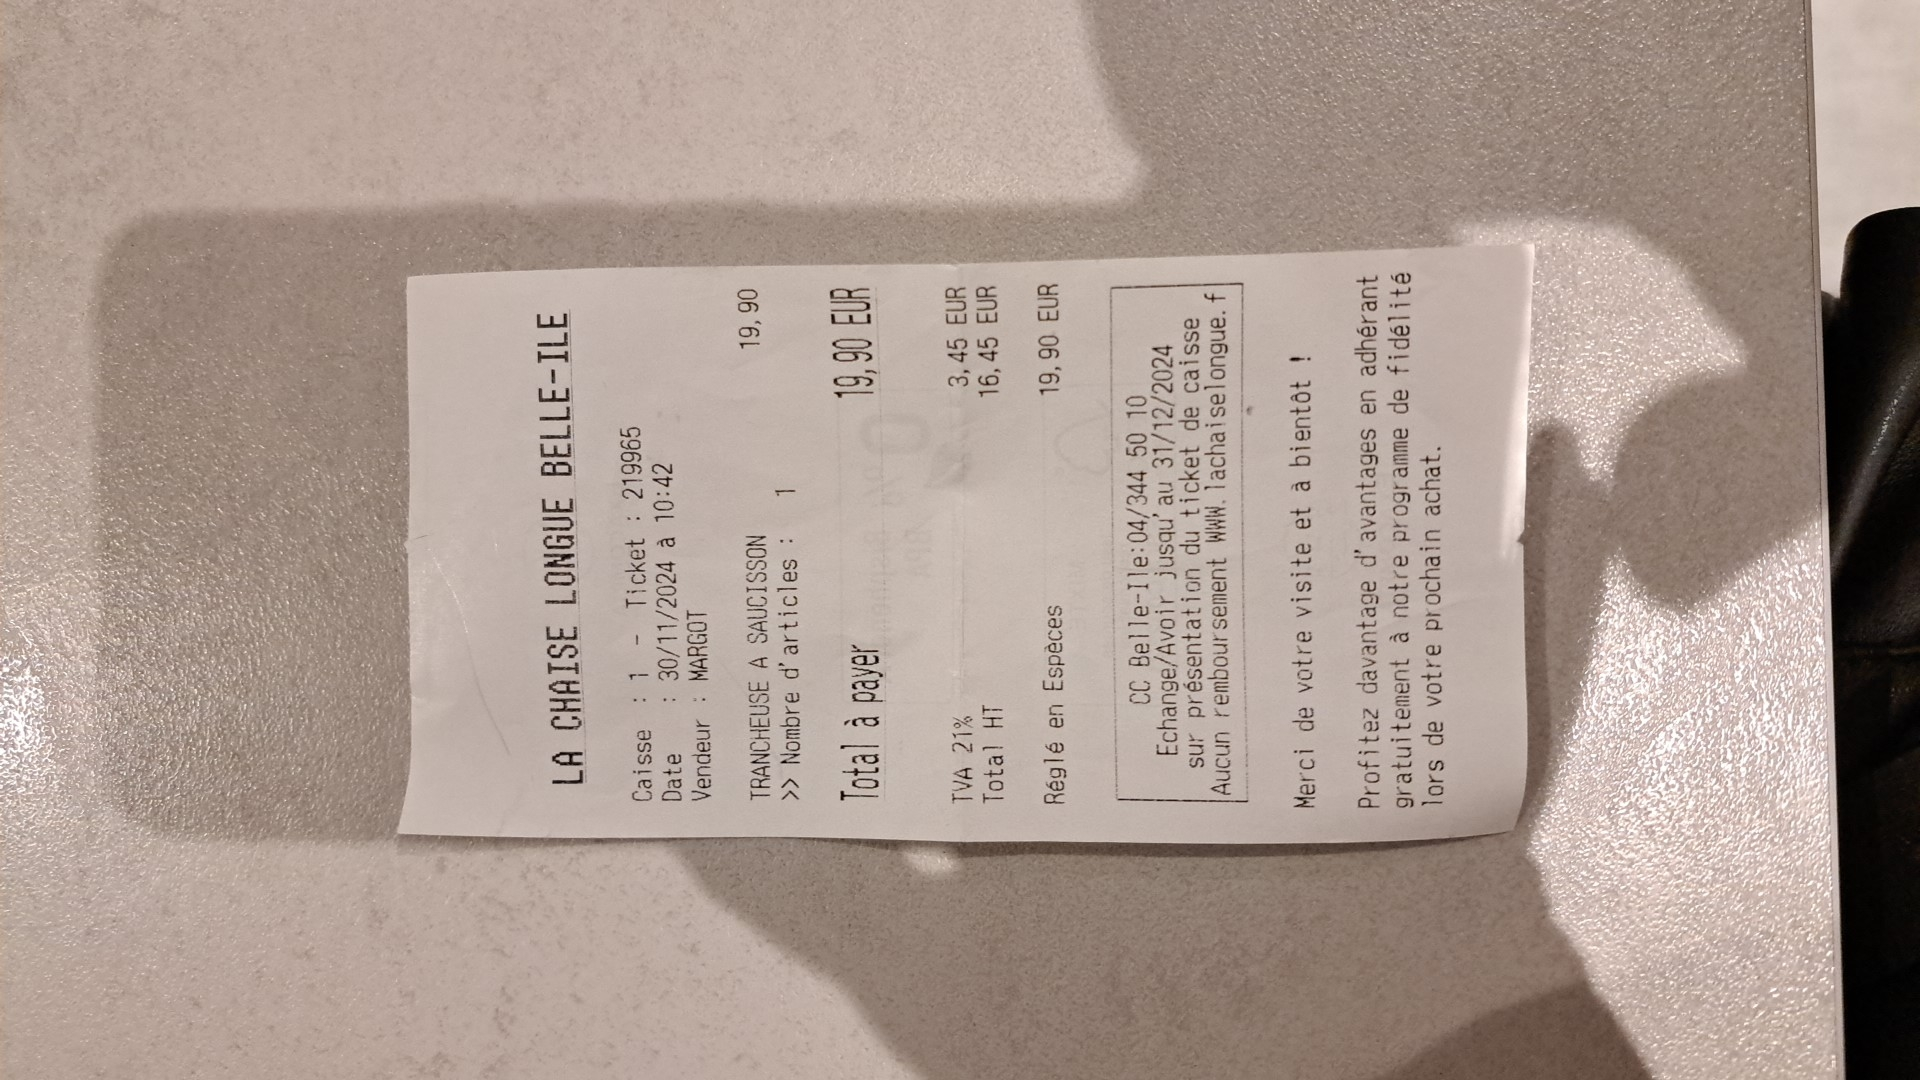 LA CHAISE LONGUE BELLE-ILE
Caisse : 1 - Ticket : 219965
Date : 30/11/2024 à 10:42
Vendeur : MARGOT
TRANCHEUSE A SAUCISSON 19,90
>> Nombre d'articles : 1
Total à payer 19,90 EUR
TVA 21% 3,45 EUR
Total HT 16,45 EUR
Réglé en Espèces 19,90 EUR
CC Belle-Ile:04/344 50 10
Echange/Avoir jusqu'au 31/12/2024
sur présentation du ticket de caisse
Aucun remboursement WWW.lachaiselongue.f
Merci de votre visite et à bientôt !
Profitez davantage d'avantages en adhérant
gratuitement à notre programme de fidélité
lors de votre prochain achat.